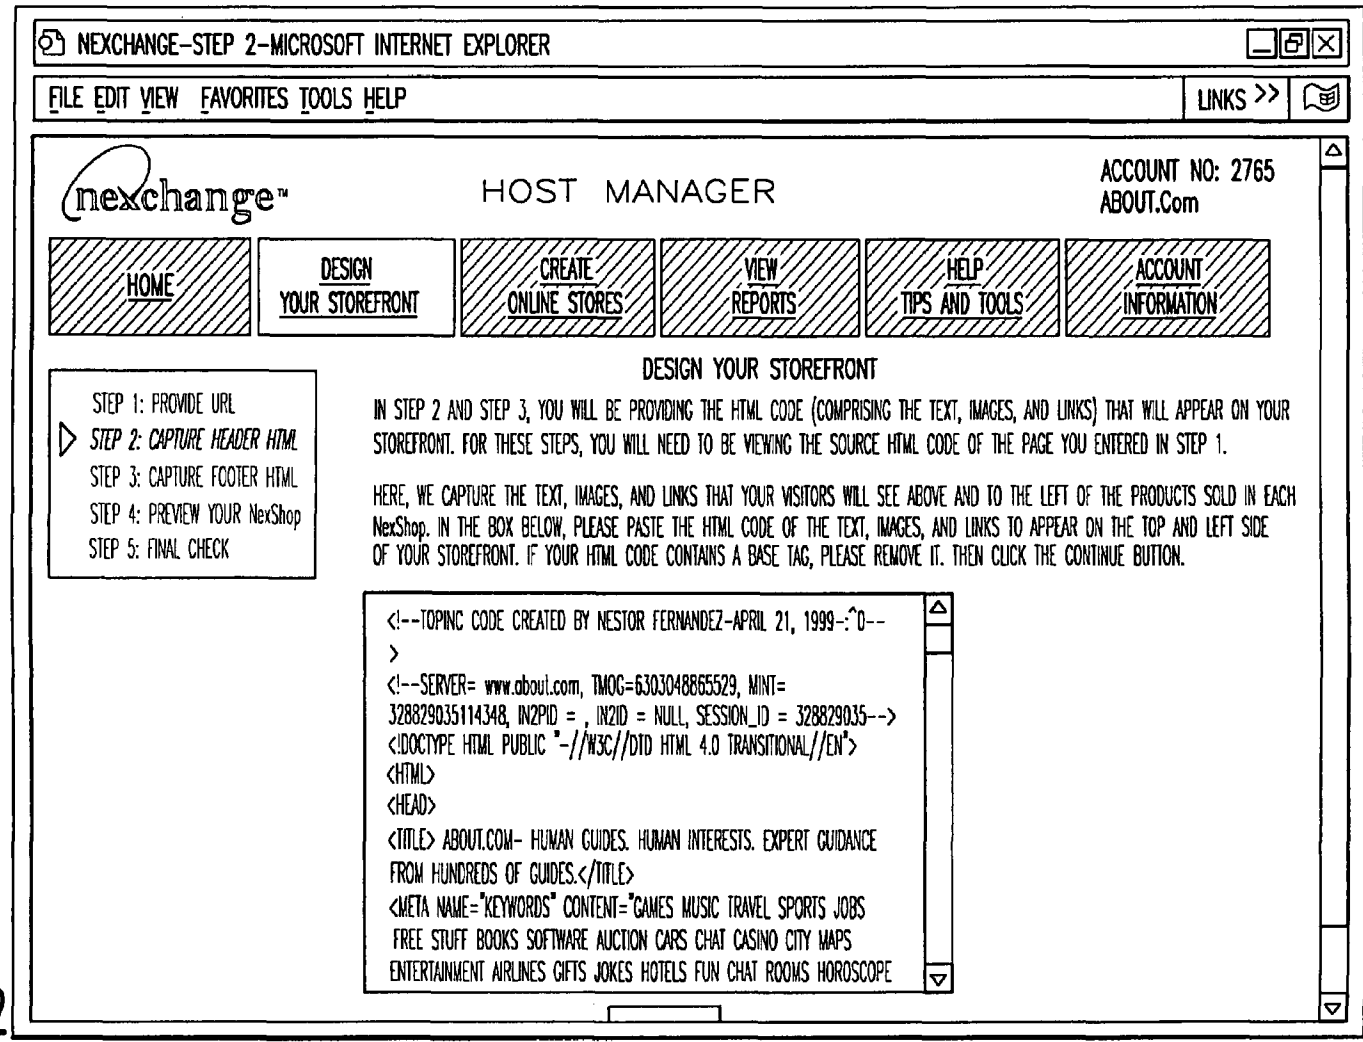 NEXCHANGE-STEP 2-MICROSOFT INTERNET EXPLORER
FILE EDIT VIEW FAVORITES TOOLS HELP
LINKS >>
nexchange™
HOST MANAGER
ACCOUNT NO: 2765
ABOUT.Com
HOME
DESIGN
YOUR STOREFRONT
CREATE
ONLINE STORES
VIEW
REPORTS
HELP
TIPS AND TOOLS
ACCOUNT
INFORMATION
STEP 1: PROVIDE URL
STEP 2: CAPTURE HEADER HTML
STEP 3: CAPTURE FOOTER HTML
STEP 4: PREVIEW YOUR NexShop
STEP 5: FINAL CHECK
DESIGN YOUR STOREFRONT
IN STEP 2 AND STEP 3, YOU WILL BE PROVIDING THE HTML CODE (COMPRISING THE TEXT, IMAGES, AND LINKS) THAT WILL APPEAR ON YOUR
STOREFRONT. FOR THESE STEPS, YOU WILL NEED TO BE VIEWING THE SOURCE HTML CODE OF THE PAGE YOU ENTERED IN STEP 1.
HERE, WE CAPTURE THE TEXT, IMAGES, AND LINKS THAT YOUR VISITORS WILL SEE ABOVE AND TO THE LEFT OF THE PRODUCTS SOLD IN EACH
NexShop. IN THE BOX BELOW, PLEASE PASTE THE HTML CODE OF THE TEXT, IMAGES, AND LINKS TO APPEAR ON THE TOP AND LEFT SIDE
OF YOUR STOREFRONT. IF YOUR HTML CODE CONTAINS A BASE TAG, PLEASE REMOVE IT. THEN CLICK THE CONTINUE BUTTON.
<!--TOPINC CODE CREATED BY NESTOR FERNANDEZ-APRIL 21, 1999-:^0--
>
<!--SERVER= www.about.com, TMOG=6303048865529, MINT=
328829035114348, IN2PID = , IN2ID = NULL, SESSION_ID = 328829035-->
<!DOCTYPE HTML PUBLIC "-//W3C//DTD HTML 4.0 TRANSITIONAL//EN">
<HTML>
<HEAD>
<TITLE> ABOUT.COM- HUMAN GUIDES. HUMAN INTERESTS. EXPERT GUIDANCE
FROM HUNDREDS OF GUIDES.</TITLE>
<META NAME="KEYWORDS" CONTENT="GAMES MUSIC TRAVEL SPORTS JOBS
FREE STUFF BOOKS SOFTWARE AUCTION CARS CHAT CASINO CITY MAPS
ENTERTAINMENT AIRLINES GIFTS JOKES HOTELS FUN CHAT ROOMS HOROSCOPE